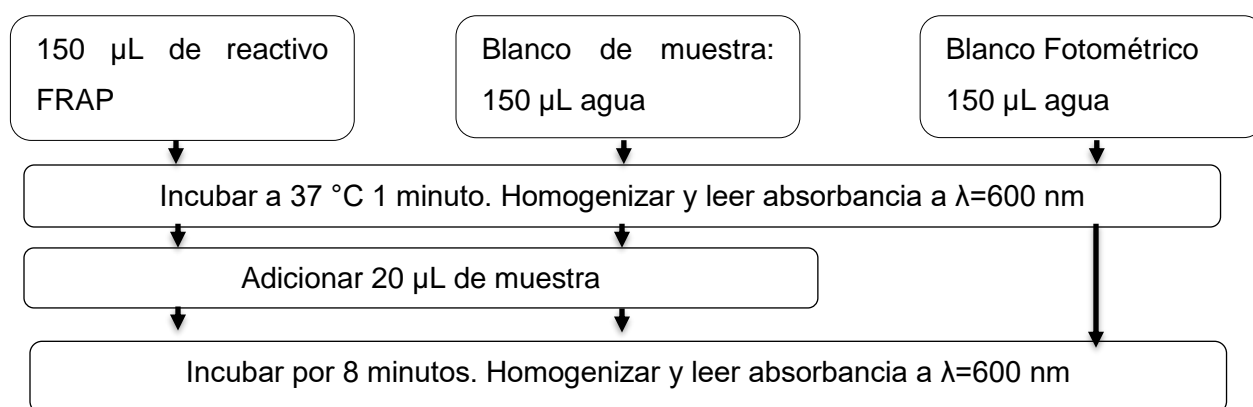 150 µL de reactivo
FRAP
Blanco de muestra:
150 µL agua
Blanco Fotométrico
150 µL agua
Incubar a 37 °C 1 minuto. Homogenizar y leer absorbancia a λ=600 nm
Adicionar 20 µL de muestra
Incubar por 8 minutos. Homogenizar y leer absorbancia a λ=600 nm